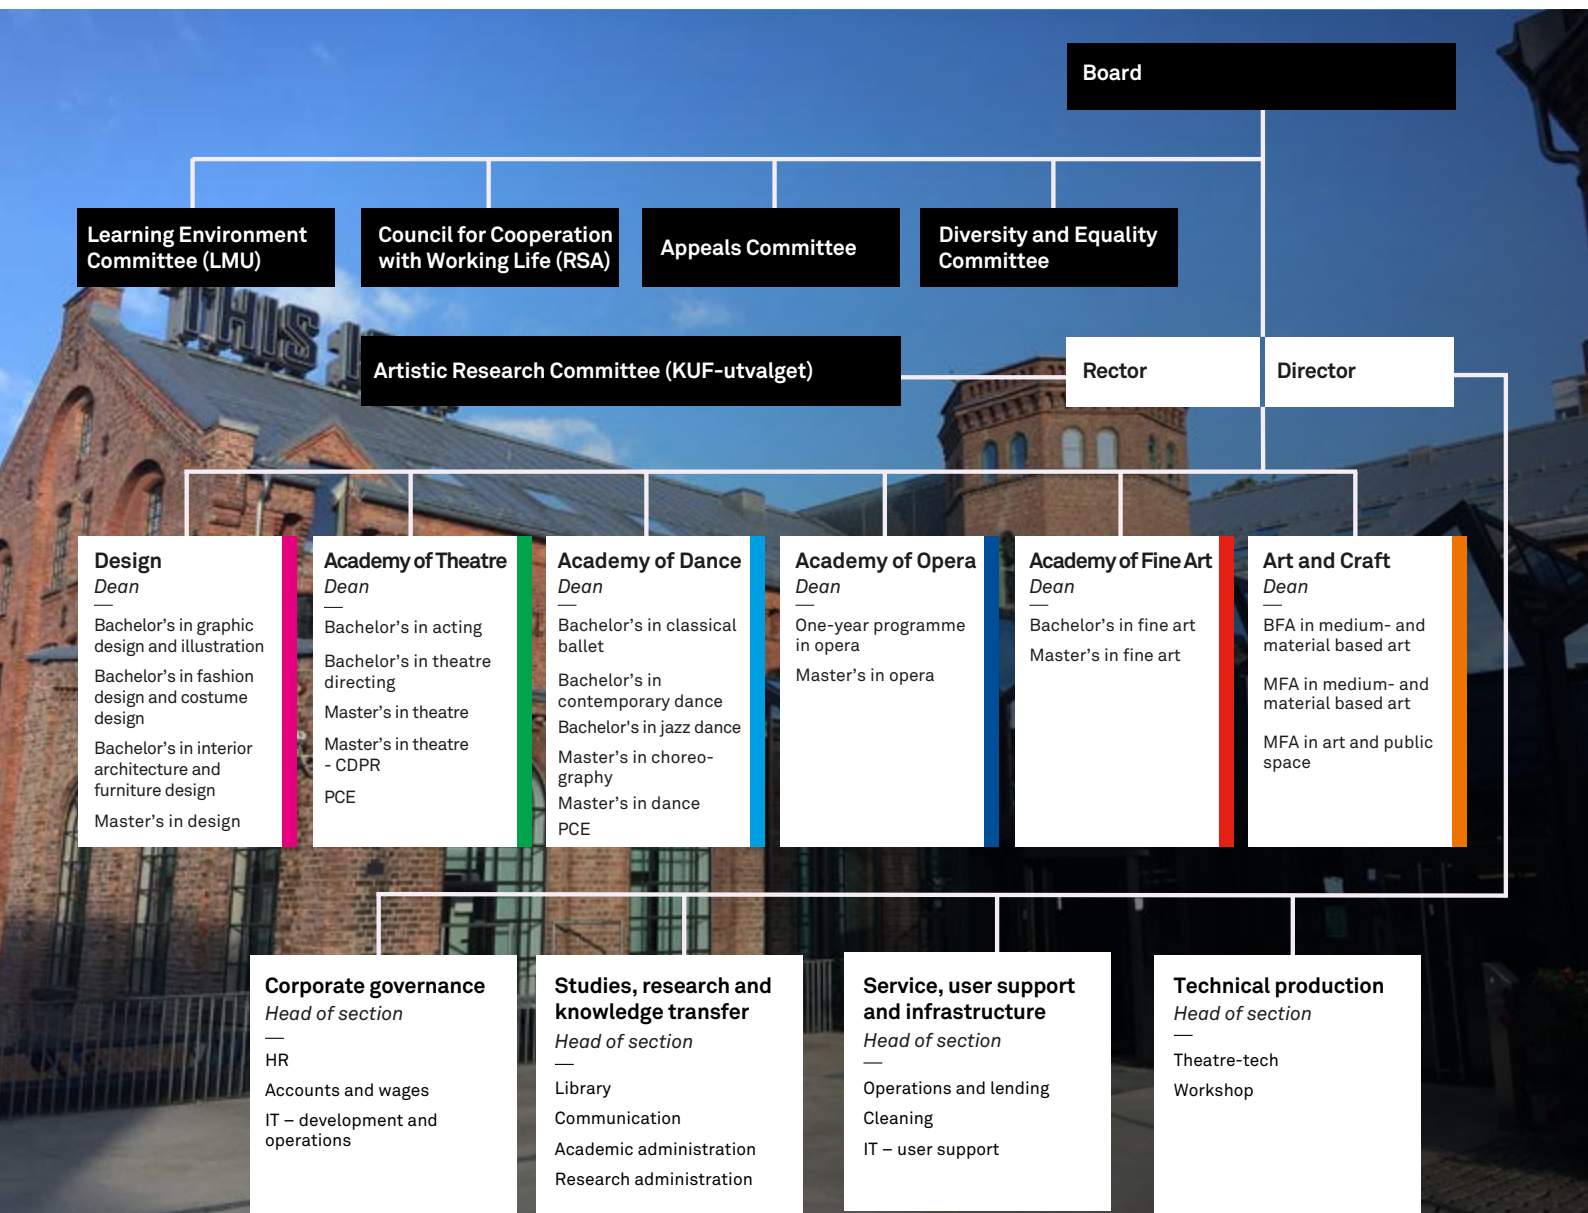 Board
Learning Environment
Committee (LMU)
Council for Cooperation
with Working Life (RSA)
Appeals Committee
Diversity and Equality
Committee
THIS
Artistic Research Committee (KUF-utvalget)
Rector
Director
Design
Dean
—
Bachelor's in graphic
design and illustration
Bachelor's in fashion
design and costume
design
Bachelor's in interior
architecture and
furniture design
Master's in design
Academy of Theatre
Dean
—
Bachelor's in acting
Bachelor's in theatre
directing
Master's in theatre
Master's in theatre
- CDPR
PCE
Academy of Dance
Dean
—
Bachelor's in classical
ballet
Bachelor's in
contemporary dance
Bachelor's in jazz dance
Master's in choreo-
graphy
Master's in dance
PCE
Academy of Opera
Dean
—
One-year programme
in opera
Master's in opera
Academy of Fine Art
Dean
—
Bachelor's in fine art
Master's in fine art
Art and Craft
Dean
—
BFA in medium- and
material based art
MFA in medium- and
material based art
MFA in art and public
space
Corporate governance
Head of section
—
HR
Accounts and wages
IT – development and
operations
Studies, research and
knowledge transfer
Head of section
—
Library
Communication
Academic administration
Research administration
Service, user support
and infrastructure
Head of section
—
Operations and lending
Cleaning
IT – user support
Technical production
Head of section
—
Theatre-tech
Workshop